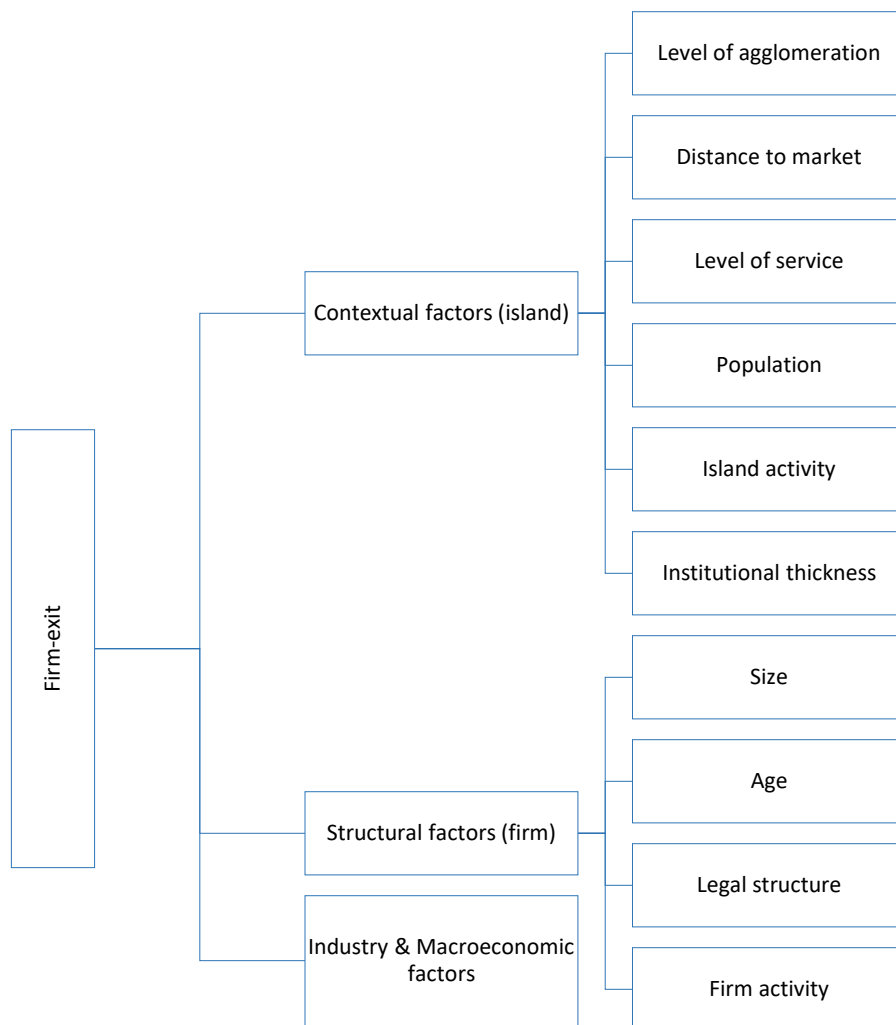 Firm-exit
Contextual factors (island)
Level of agglomeration
Distance to market
Level of service
Population
Island activity
Institutional thickness
Structural factors (firm)
Size
Age
Legal structure
Firm activity
Industry & Macroeconomic
factors